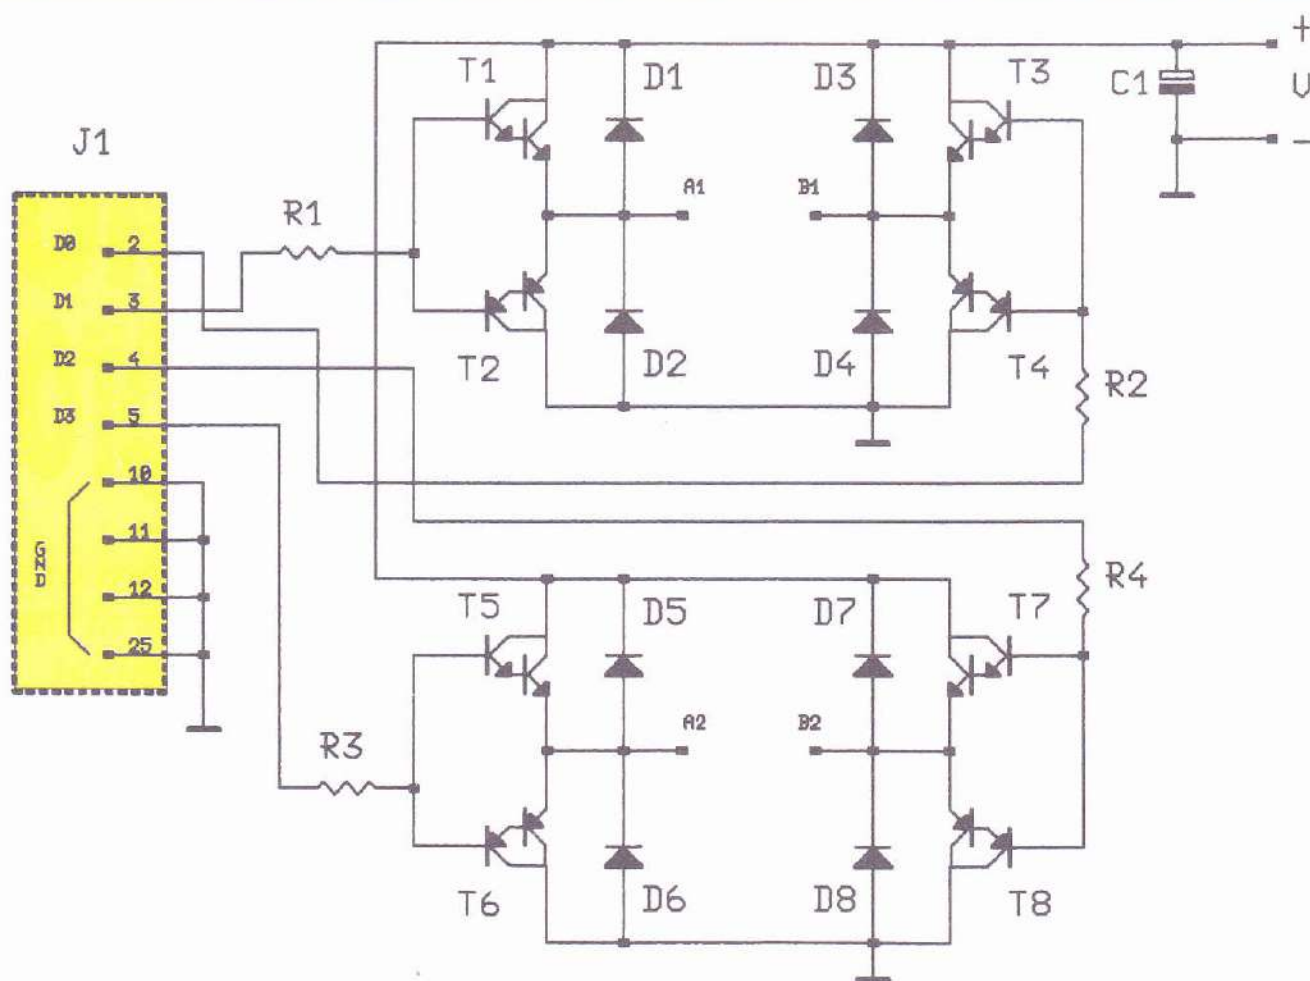 T1
D1
D3
T3
C1
+
V
-
J1
A1
B1
R1
D0 2
D1 3
D2 4
D3 5
10
11
12
25
GND
T2
D2
D4
T4
R2
R4
T5
D5
D7
T7
A2
B2
R3
T6
D6
D8
T8